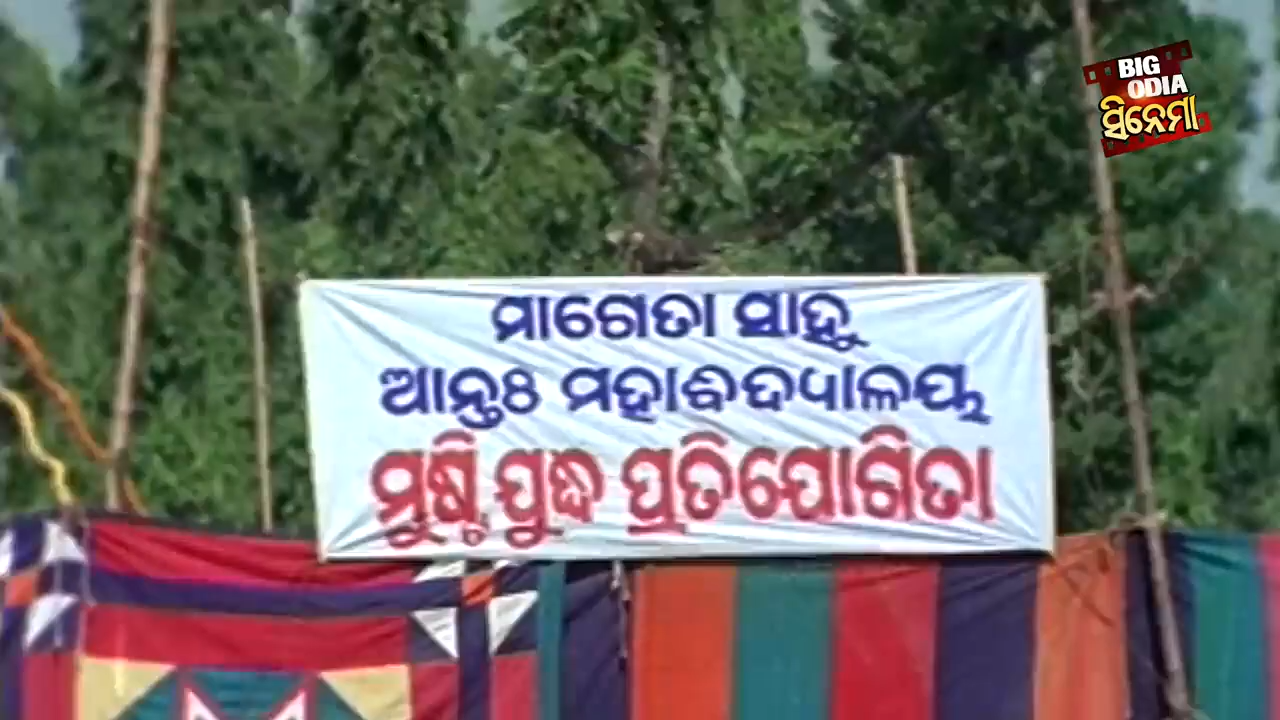 ମାଗେତା ସାହୁ
ଆନ୍ତଃ ମହାବିଦ୍ୟାଳୟ
ମୁଷ୍ଟି ଯୁଦ୍ଧ ପ୍ରତିଯୋଗିତା
BIG
ODIA
ସିନେମା